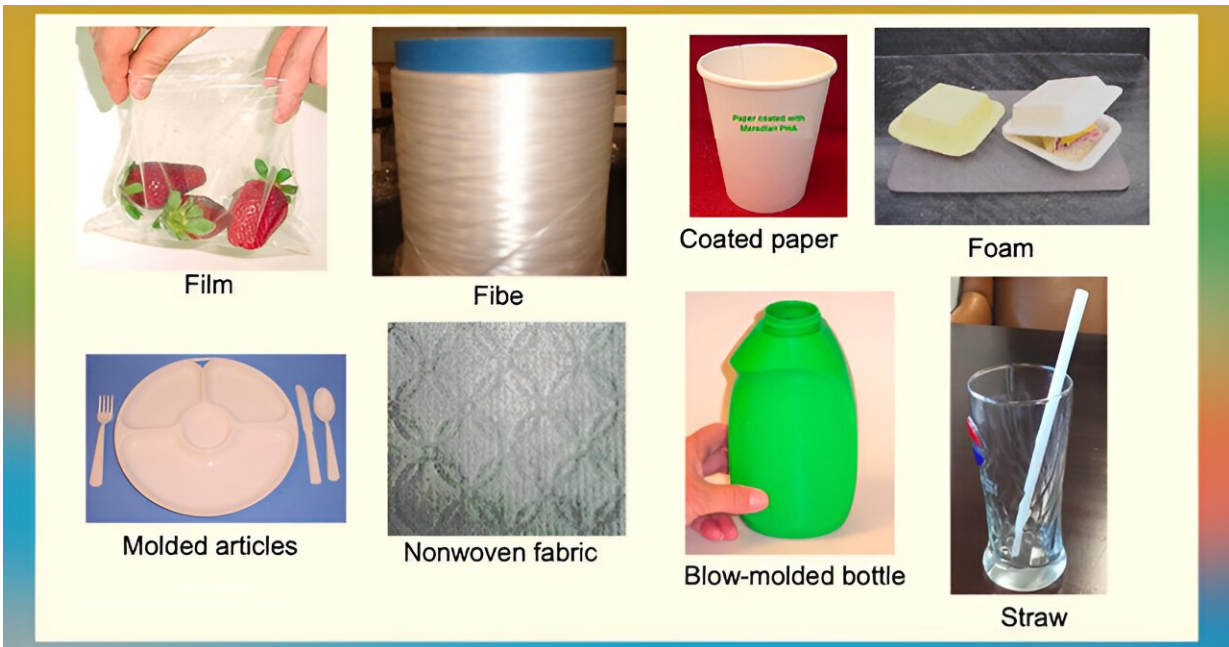 Paper coated with
Meredian PHA
Film
Fibe
Coated paper
Foam
Molded articles
Nonwoven fabric
Blow-molded bottle
Straw